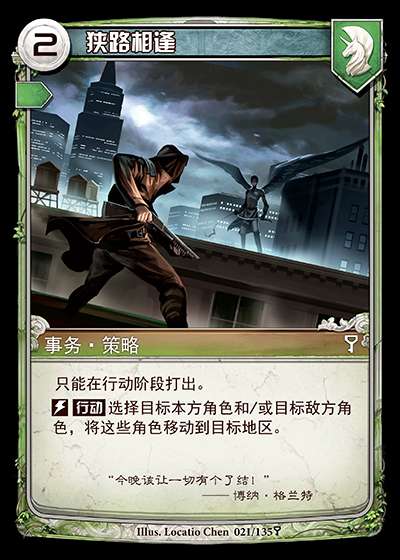 2 狭路相逢
事务·策略
只能在行动阶段打出。
行动 选择目标本方角色和/或目标敌方角
色，将这些角色移动到目标地区。
“今晚该让一切有个了结！”
——博纳·格兰特
Illus. Locatio Chen 021/135